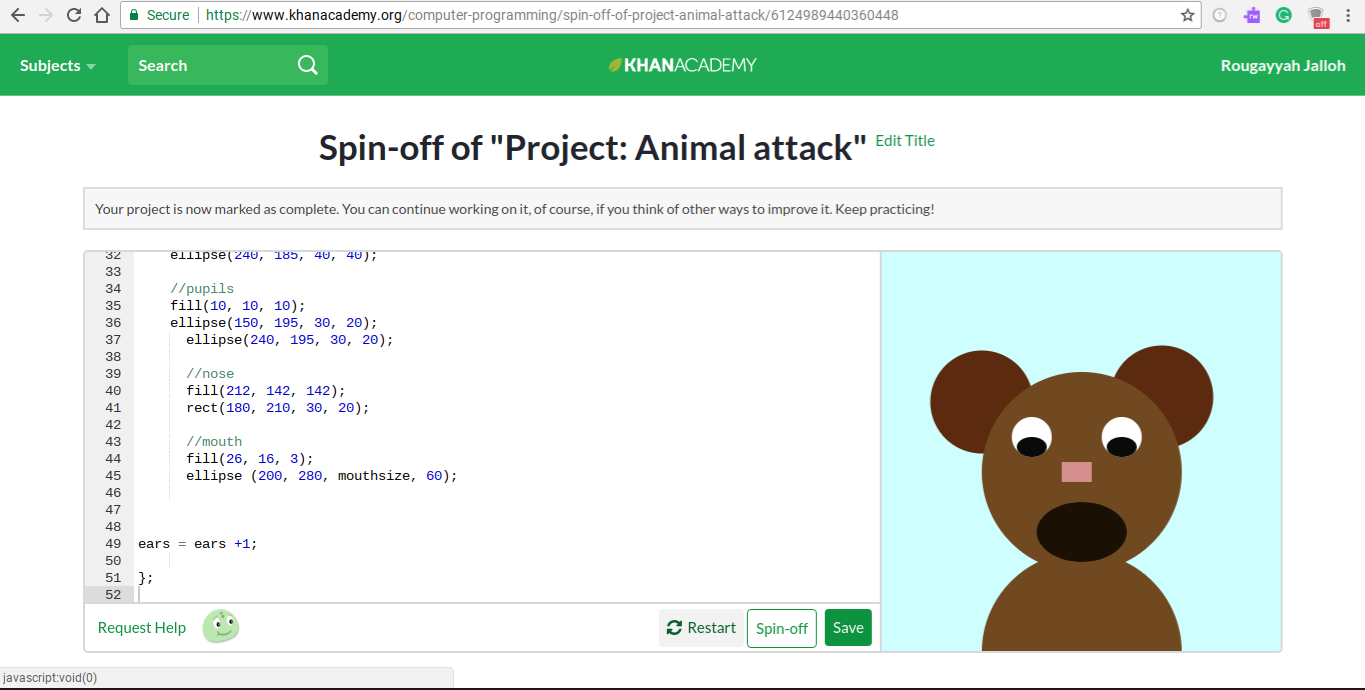 Secure https://www.khanacademy.org/computer-programming/spin-off-of-project-animal-attack/6124989440360448
off
Subjects Search KHANACADEMY Rougayyah Jalloh
Spin-off of "Project: Animal attack" Edit Title
Your project is now marked as complete. You can continue working on it, of course, if you think of other ways to improve it. Keep practicing!
32 ellipse(240, 185, 40, 40);
33
34 //pupils
35 fill(10, 10, 10);
36 ellipse(150, 195, 30, 20);
37 ellipse(240, 195, 30, 20);
38
39 //nose
40 fill(212, 142, 142);
41 rect(180, 210, 30, 20);
42
43 //mouth
44 fill(26, 16, 3);
45 ellipse (200, 280, mouthsize, 60);
46
47
48
49 ears = ears +1;
50
51 };
52
Request Help Restart Spin-off Save
javascript:void(0)